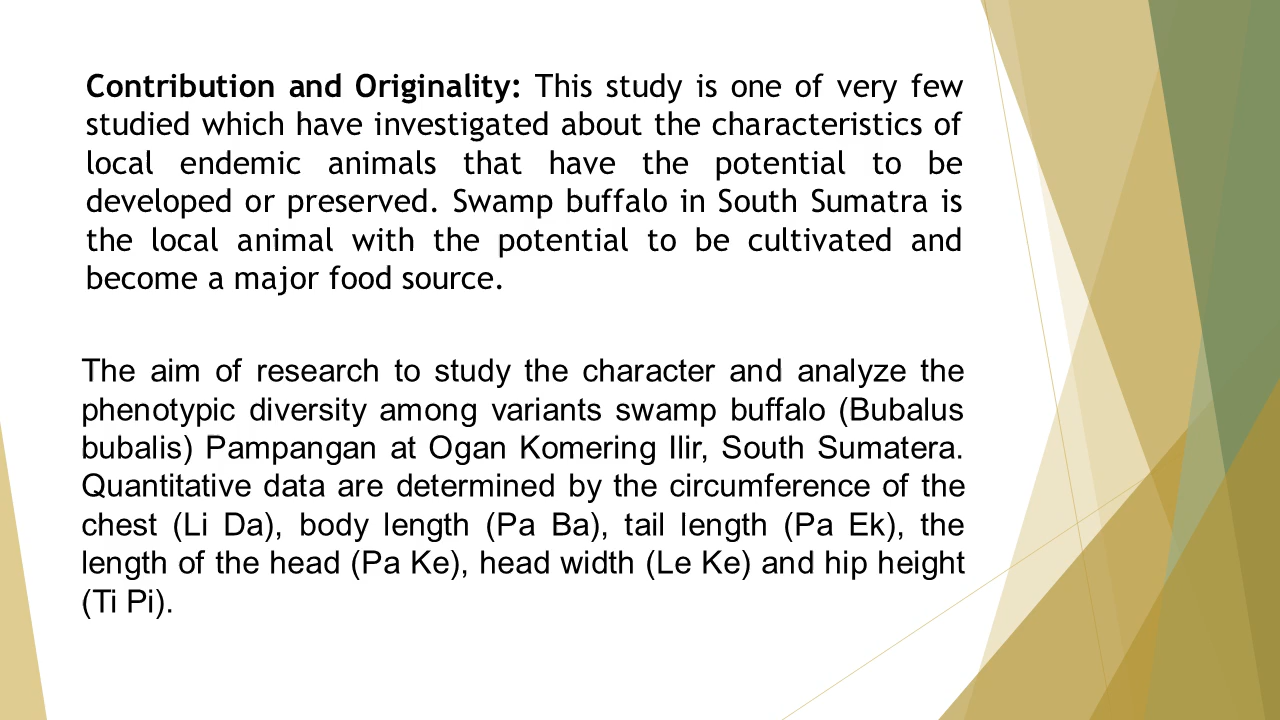 Contribution and Originality: This study is one of very few
studied which have investigated about the characteristics of
local endemic animals that have the potential to be
developed or preserved. Swamp buffalo in South Sumatra is
the local animal with the potential to be cultivated and
become a major food source.
The aim of research to study the character and analyze the
phenotypic diversity among variants swamp buffalo (Bubalus
bubalis) Pampangan at Ogan Komering Ilir, South Sumatera.
Quantitative data are determined by the circumference of the
chest (Li Da), body length (Pa Ba), tail length (Pa Ek), the
length of the head (Pa Ke), head width (Le Ke) and hip height
(Ti Pi).